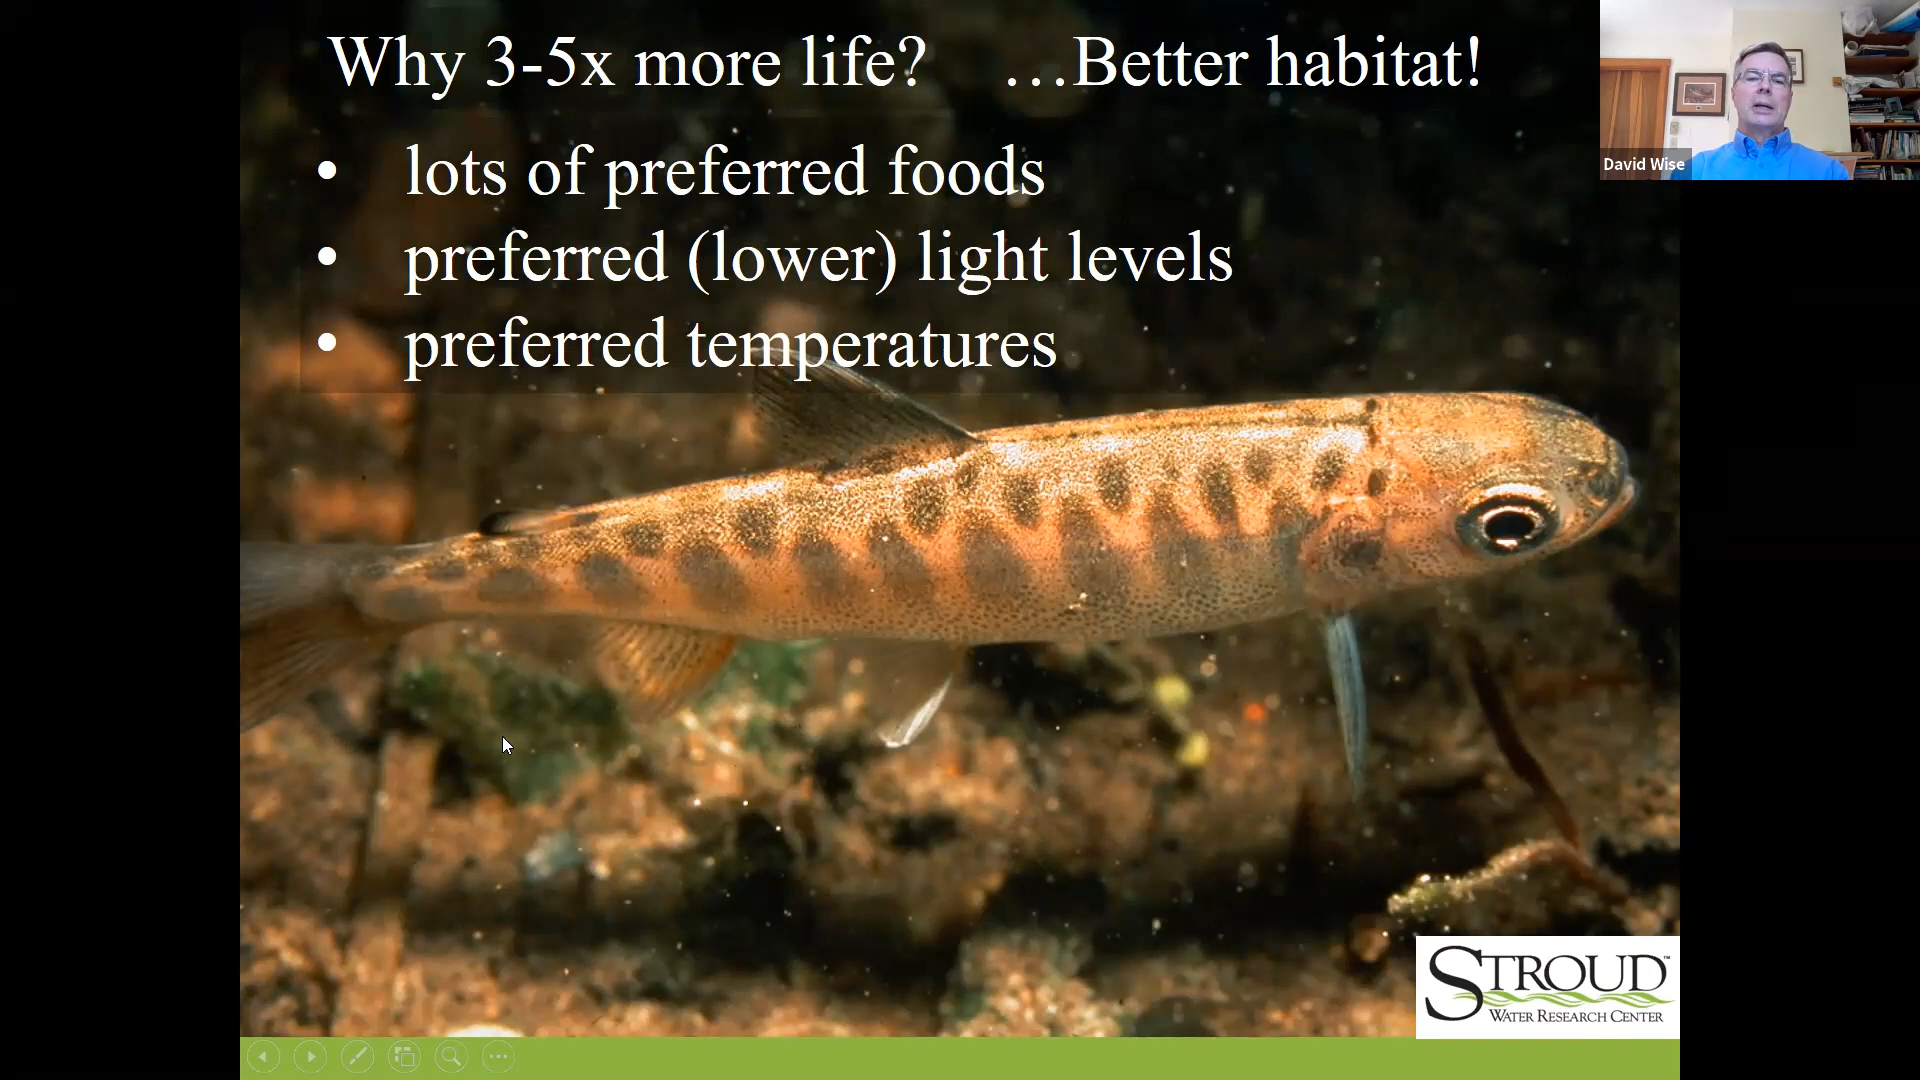 Why 3-5x more life? …Better habitat!
• lots of preferred foods
• preferred (lower) light levels
• preferred temperatures
David Wise
STROUD™
WATER RESEARCH CENTER